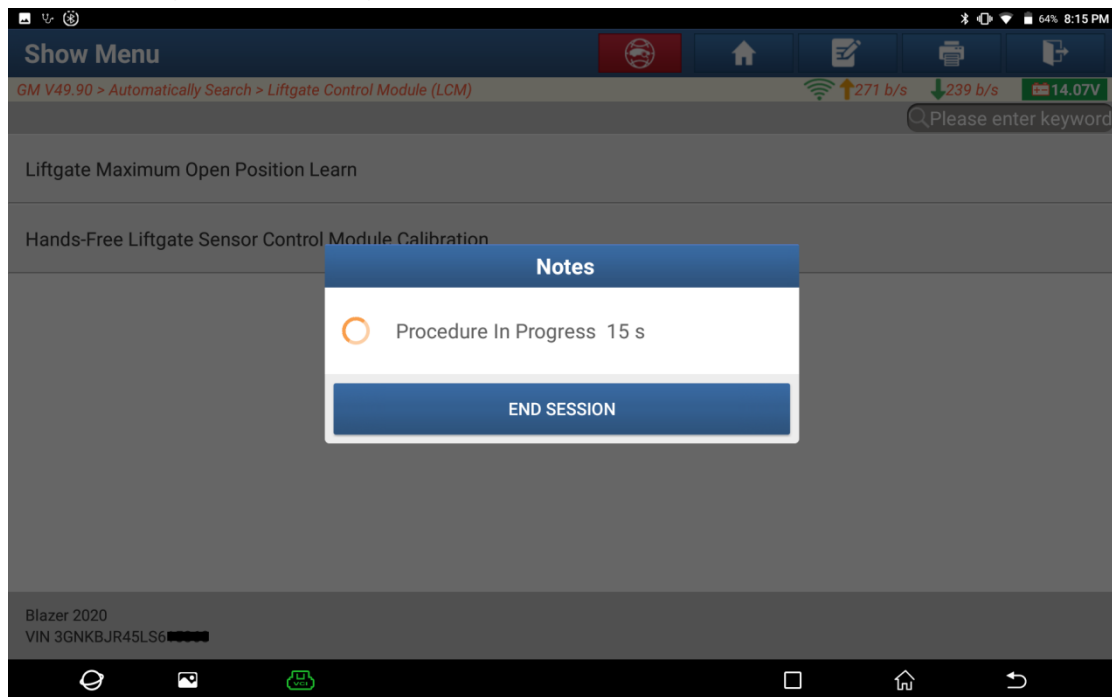 64% 8:15 PM
Show Menu
GM V49.90 > Automatically Search > Liftgate Control Module (LCM)
271 b/s 239 b/s 14.07V
Please enter keyword
Liftgate Maximum Open Position Learn
Hands-Free Liftgate Sensor Control Module Calibration
Notes
Procedure In Progress 15 s
END SESSION
Blazer 2020
VIN 3GNKBJR45LS6
VCI